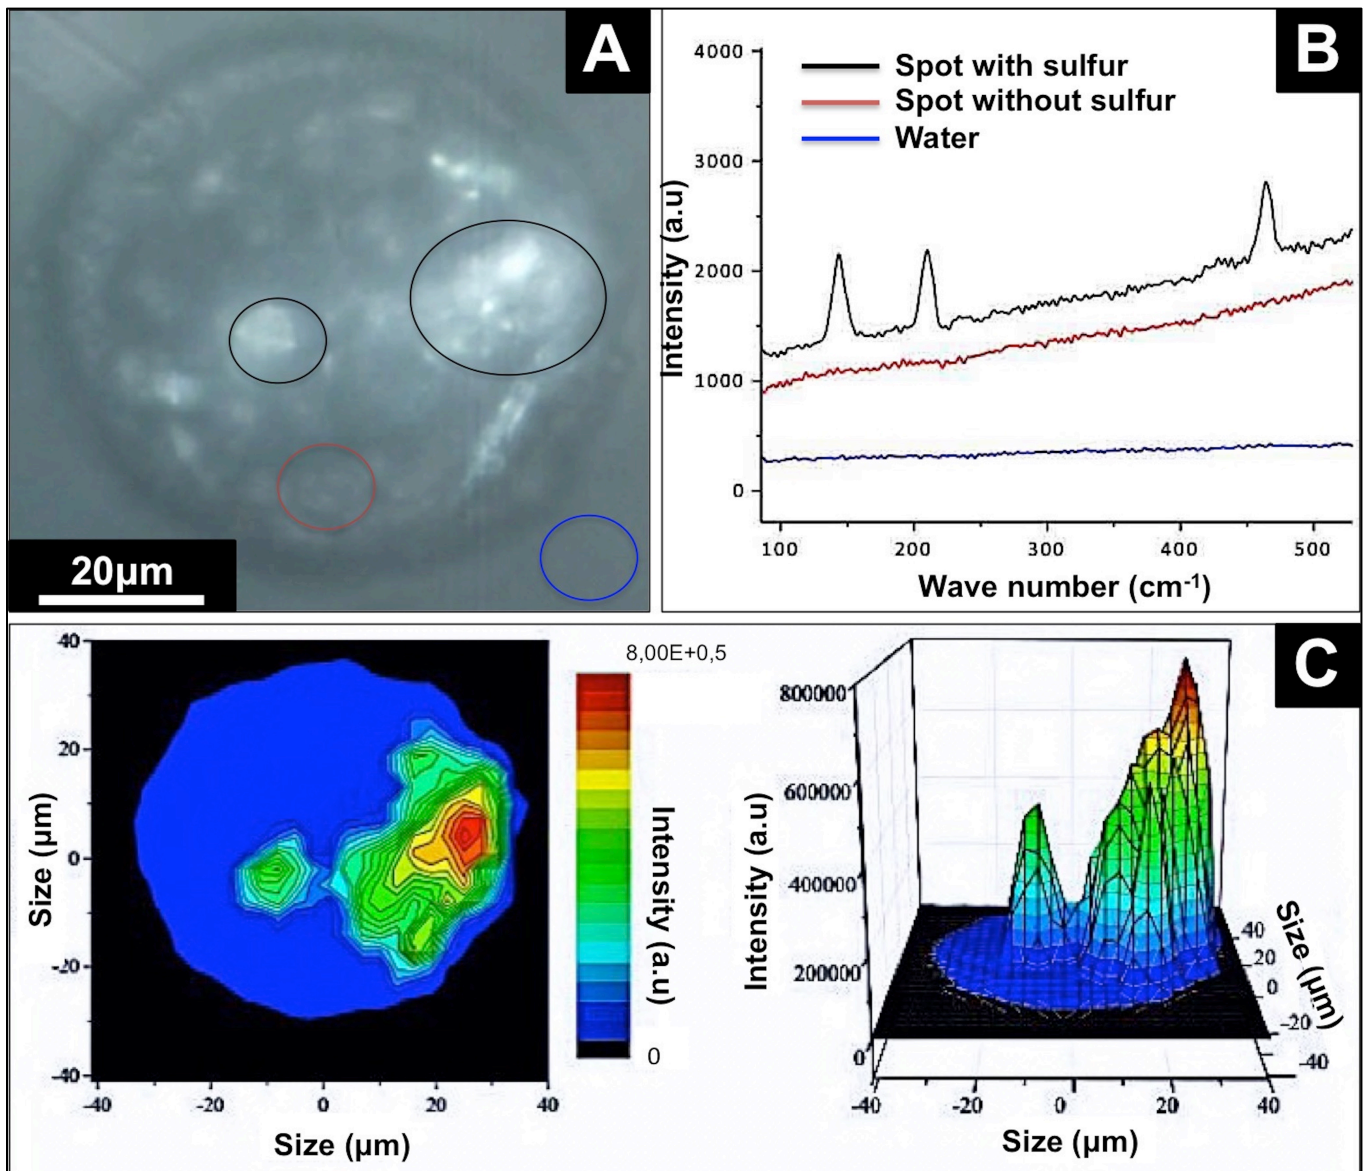 A
20µm
B
4000
3000
2000
1000
0
Intensity (a.u)
Spot with sulfur
Spot without sulfur
Water
100 200 300 400 500
Wave number (cm-1)
C
40
20
0
-20
-40
Size (µm)
-40 -20 0 20 40
Size (µm)
8,00E+0,5
Intensity (a.u)
0
800000
600000
400000
200000
0
Intensity (a.u)
40
20
0
-20
-40
Size (µm)
-40 -20 0 20 40
Size (µm)